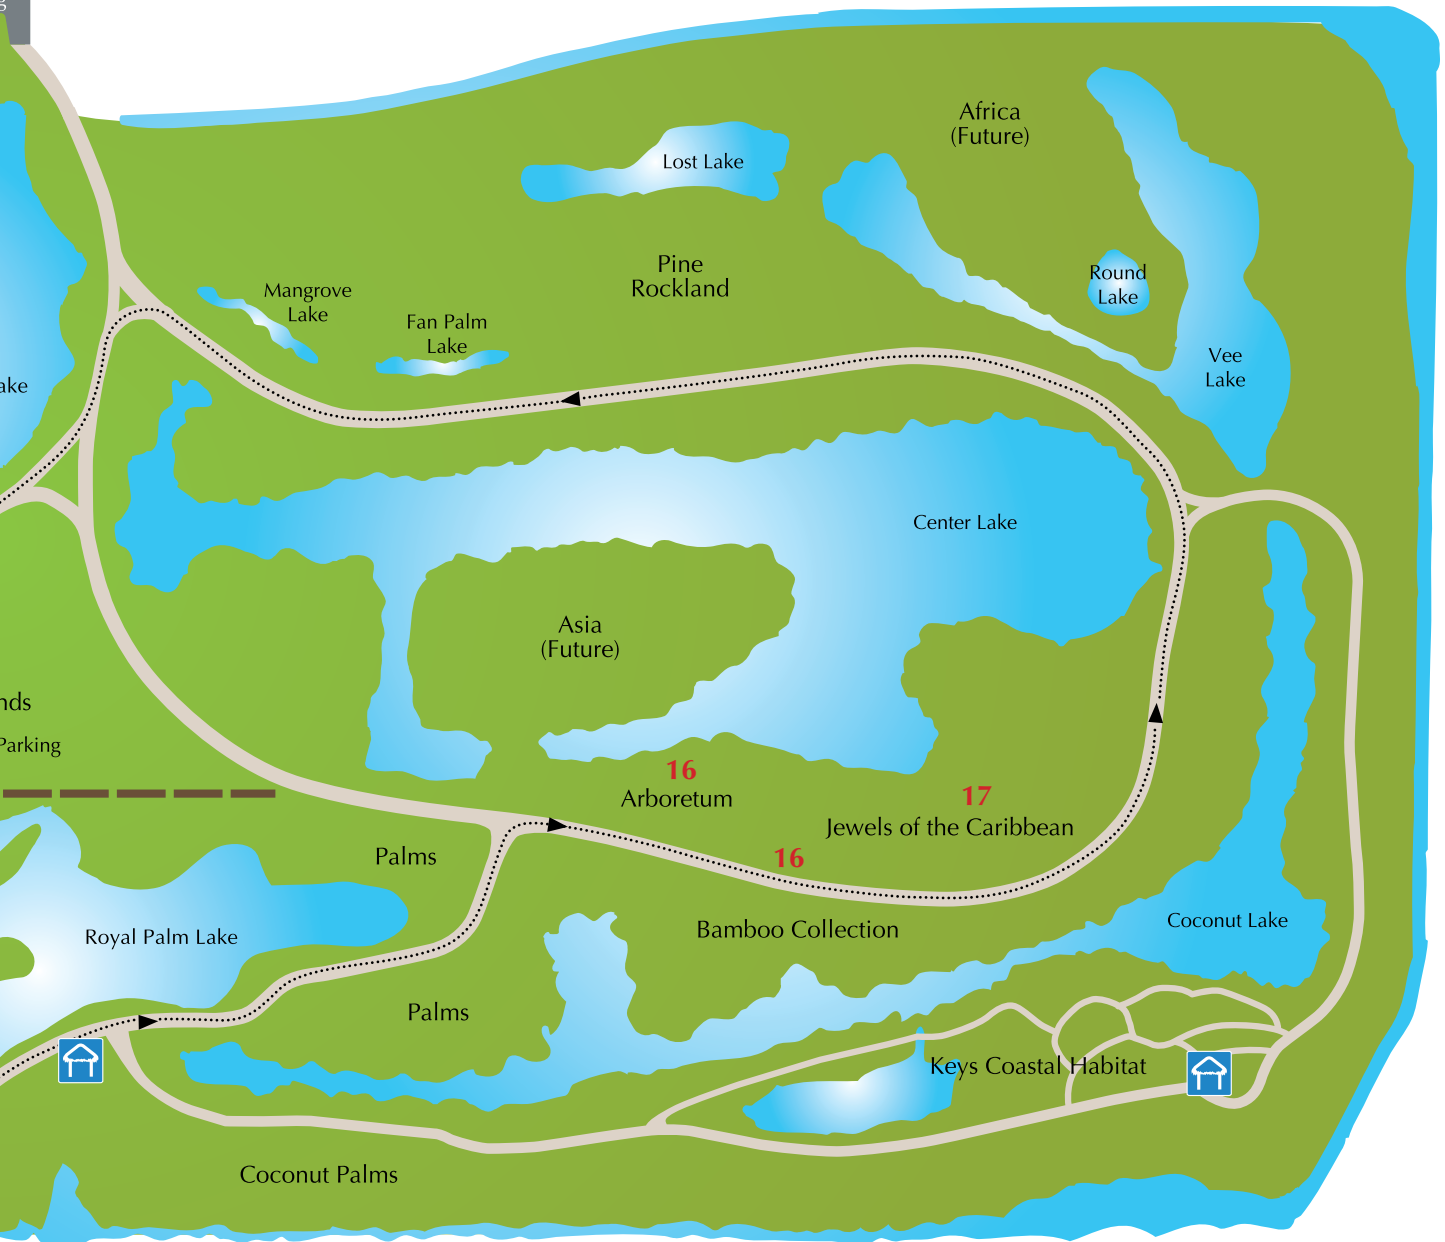 Africa
(Future)
Lost Lake
Pine
Rockland
Round
Lake
Mangrove
Lake
Fan Palm
Lake
Vee
Lake
ake
Center Lake
Asia
(Future)
nds
Parking
16
Arboretum
17
Jewels of the Caribbean
16
Palms
Royal Palm Lake
Bamboo Collection
Coconut Lake
Palms
Keys Coastal Habitat
Coconut Palms